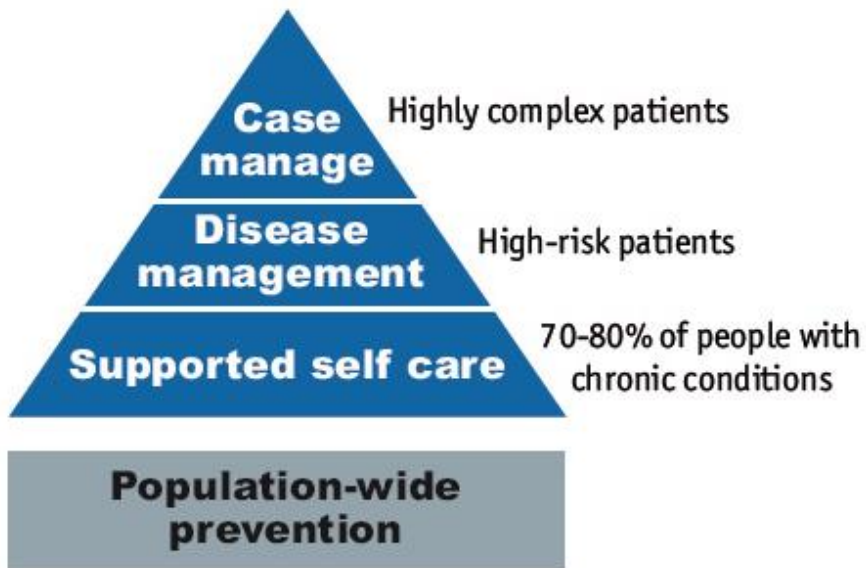 Case
manage
Highly complex patients
Disease
management
High-risk patients
Supported self care
70-80% of people with
chronic conditions
Population-wide
prevention